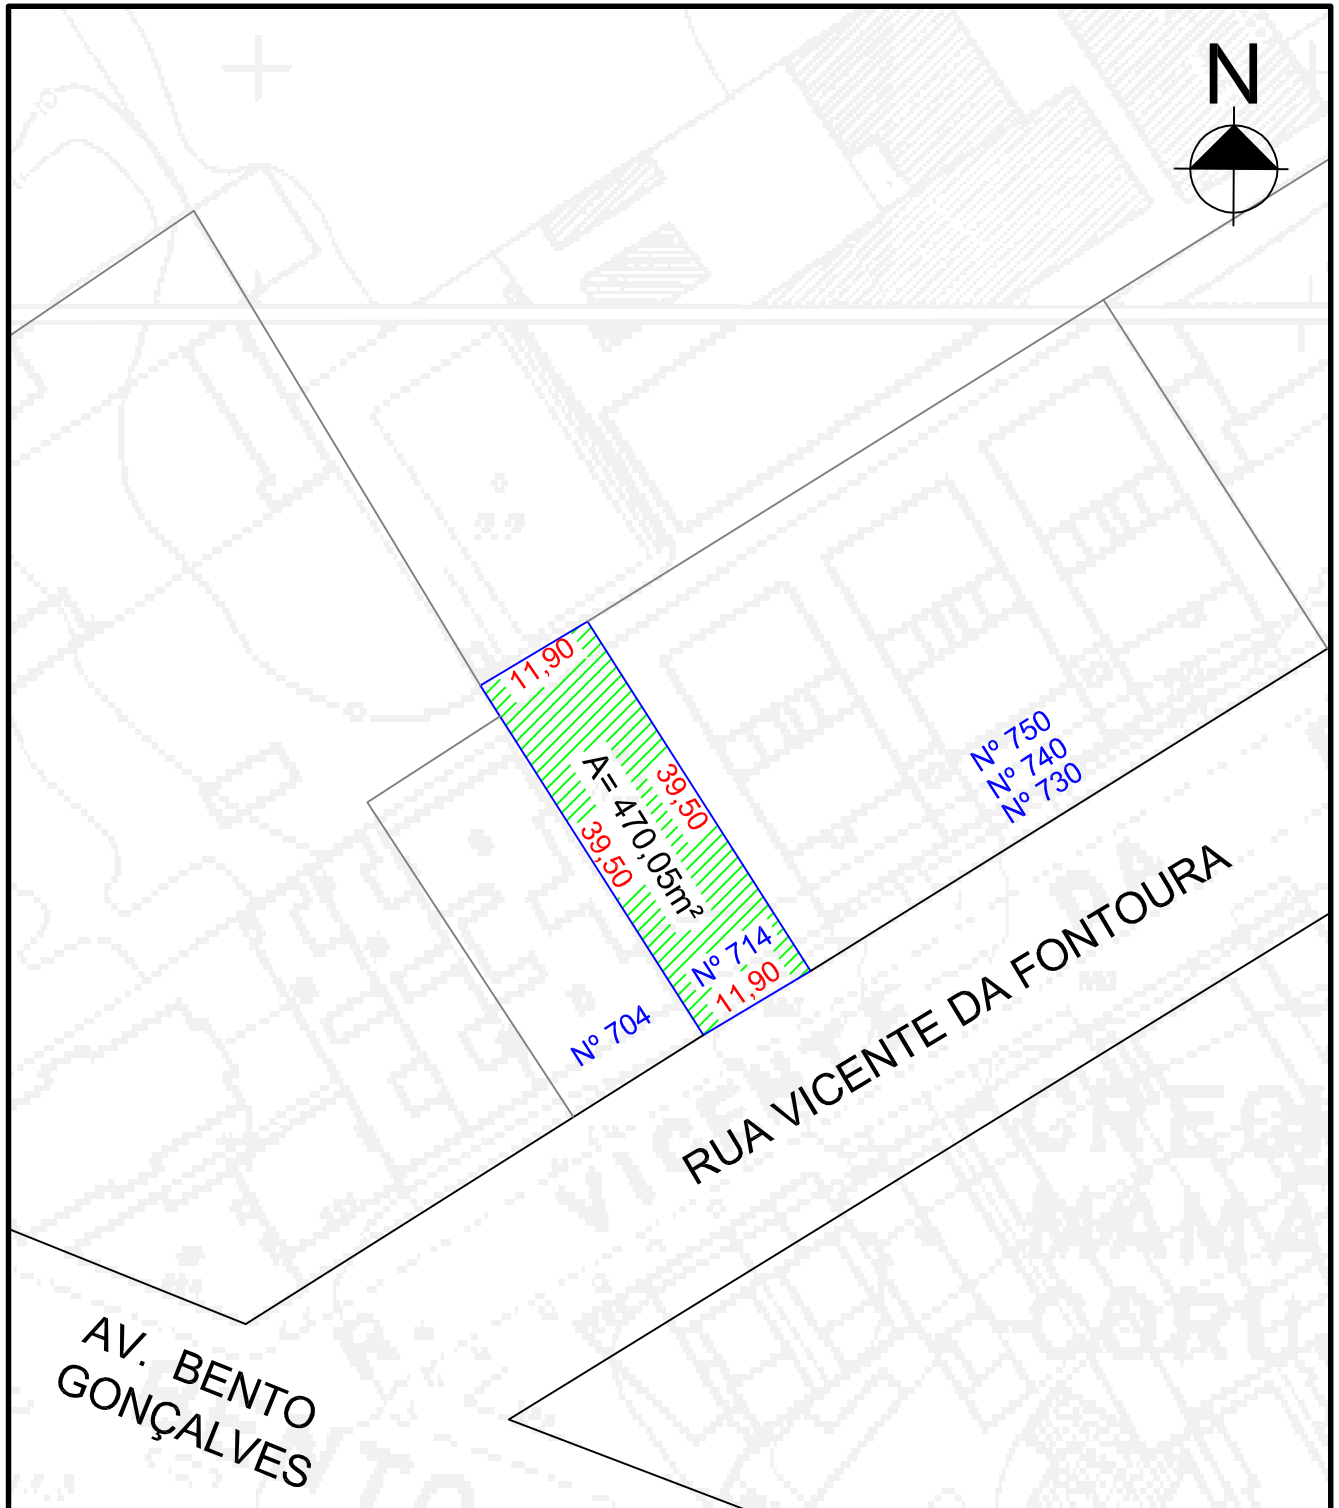 N
11,90
39,50
A= 470,05m²
39,50
Nº 750
Nº 740
Nº 730
Nº 714
11,90
Nº 704
RUA VICENTE DA FONTOURA
AV. BENTO
GONÇALVES